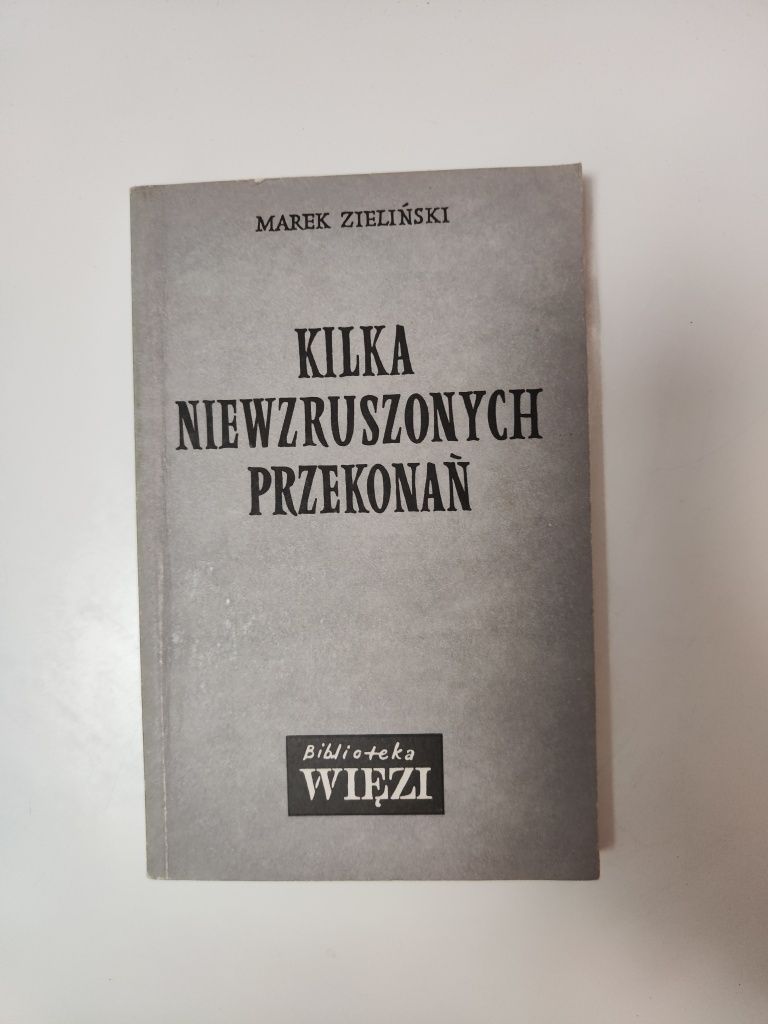 MAREK ZIELIŃSKI
KILKA
NIEWZRUSZONYCH
PRZEKONAŃ
Biblioteka
WIĘZI